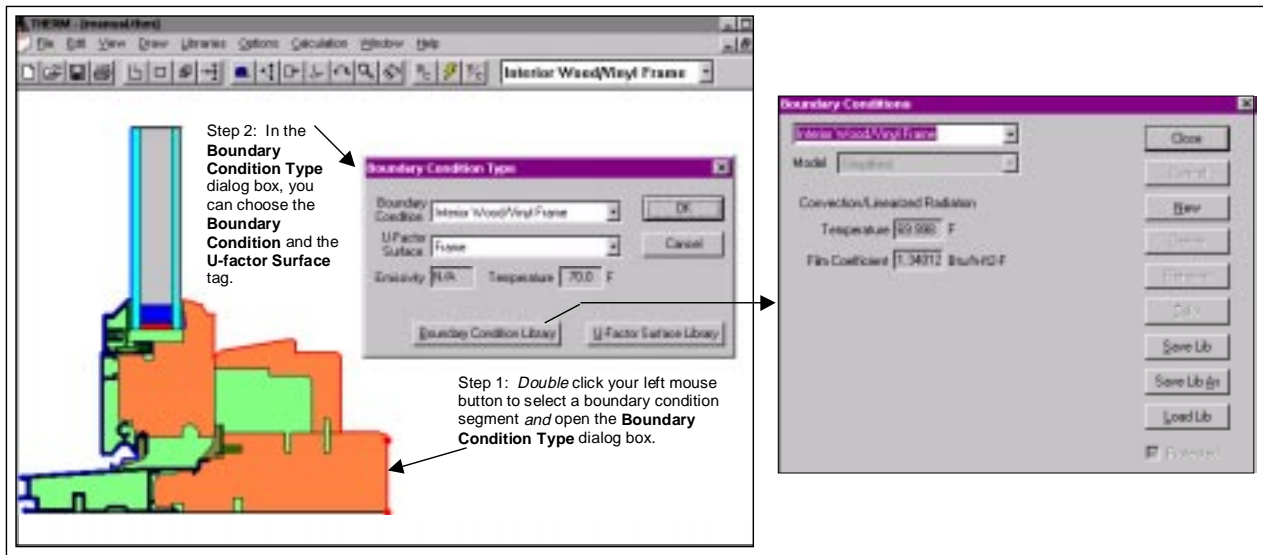 THERM - [manual.thm]
File Edit View Draw Libraries Options Calculation Window Help
Interior Wood/Vinyl Frame
Step 2: In the
Boundary
Condition Type
dialog box, you
can choose the
Boundary
Condition and the
U-factor Surface
tag.
Boundary Condition Type
Boundary
Condition
Interior Wood/Vinyl Frame
OK
U-Factor
Surface
Frame
Cancel
Emissivity N/A Temperature 70.0 F
Boundary Condition Library U-Factor Surface Library
Step 1: Double click your left mouse
button to select a boundary condition
segment and open the Boundary
Condition Type dialog box.
Boundary Conditions
Interior Wood/Vinyl Frame
Close
Model Simplified
New
Convection/Linearized Radiation
Delete
Temperature 69.998 F
Film Coefficient 1.34012 Btu/h-ft2-F
Rename
Color
Save Lib
Save Lib As
Load Lib
Protected